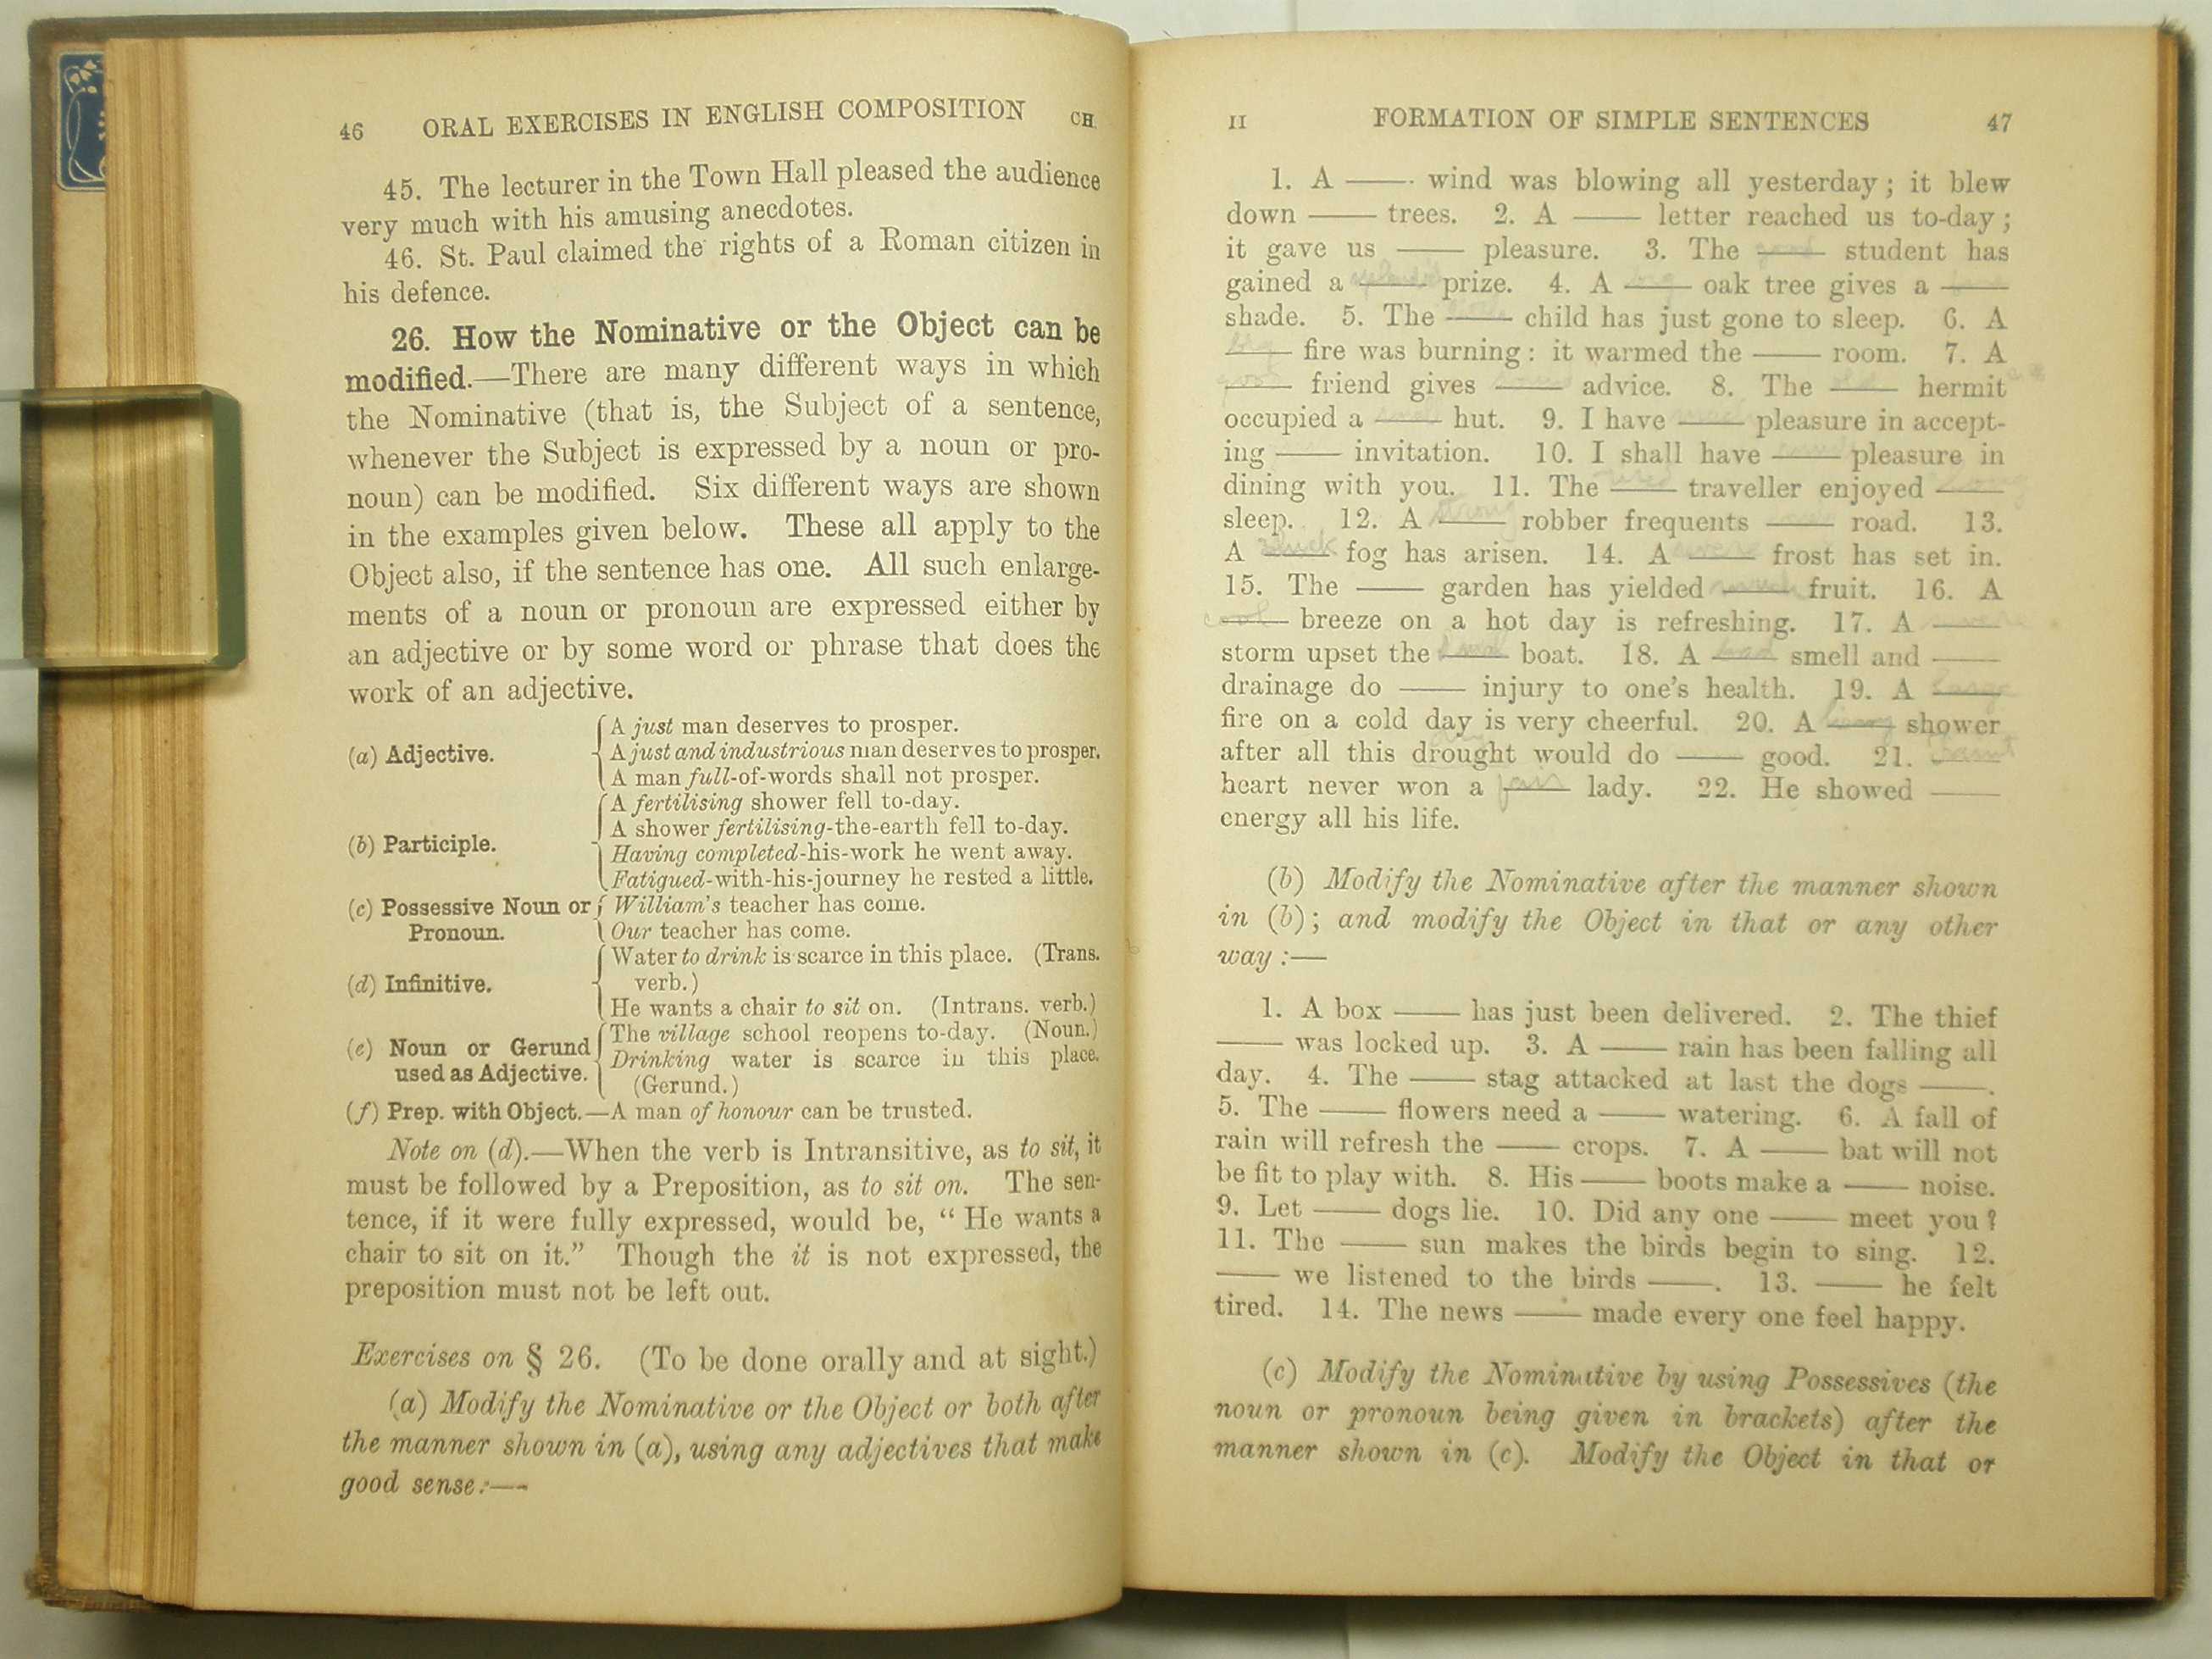 46 ORAL EXERCISES IN ENGLISH COMPOSITION CH.
45. The lecturer in the Town Hall pleased the audience
very much with his amusing anecdotes.
46. St. Paul claimed the rights of a Roman citizen in
his defence.
26. How the Nominative or the Object can be
modified.—There are many different ways in which
the Nominative (that is, the Subject of a sentence,
whenever the Subject is expressed by a noun or pro-
noun) can be modified. Six different ways are shown
in the examples given below. These all apply to the
Object also, if the sentence has one. All such enlarge-
ments of a noun or pronoun are expressed either by
an adjective or by some word or phrase that does the
work of an adjective.
A just man deserves to prosper.
(a) Adjective. A just and industrious man deserves to prosper.
A man full-of-words shall not prosper.
A fertilising shower fell to-day.
A shower fertilising-the-earth fell to-day.
(b) Participle.
Having completed-his-work he went away.
Fatigued-with-his-journey he rested a little.
(c) Possessive Noun or William's teacher has come.
Pronoun. Our teacher has come.
Water to drink is scarce in this place. (Trans.
(d) Infinitive. verb.)
He wants a chair to sit on. (Intrans. verb.)
The village school reopens to-day. (Noun.)
(e) Noun or Gerund Drinking water is scarce in this place.
used as Adjective. (Gerund.)
(f) Prep. with Object.—A man of honour can be trusted.
Note on (d).—When the verb is Intransitive, as to sit, it
must be followed by a Preposition, as to sit on. The sen-
tence, if it were fully expressed, would be, “He wants a
chair to sit on it.” Though the it is not expressed, the
preposition must not be left out.
Exercises on § 26. (To be done orally and at sight.)
(a) Modify the Nominative or the Object or both after
the manner shown in (a), using any adjectives that make
good sense:—
II FORMATION OF SIMPLE SENTENCES 47
1. A —— wind was blowing all yesterday; it blew
down —— trees. 2. A —— letter reached us to-day;
it gave us —— pleasure. 3. The good —— student has
gained a —— prize. 4. A —— oak tree gives a ——
shade. 5. The —— child has just gone to sleep. 6. A
big —— fire was burning: it warmed the —— room. 7. A
good —— friend gives —— advice. 8. The —— hermit
occupied a small —— hut. 9. I have much —— pleasure in accept-
ing —— invitation. 10. I shall have —— pleasure in
dining with you. 11. The tired —— traveller enjoyed —— long
sleep. 12. A strong —— robber frequents —— road. 13.
A thick —— fog has arisen. 14. A severe —— frost has set in.
15. The —— garden has yielded much —— fruit. 16. A
cool —— breeze on a hot day is refreshing. 17. A ——
storm upset the small —— boat. 18. A bad —— smell and ——
drainage do —— injury to one's health. 19. A large ——
fire on a cold day is very cheerful. 20. A heavy —— shower
after all this drought would do —— good. 21. Faint ——
heart never won a fair —— lady. 22. He showed ——
energy all his life.
(b) Modify the Nominative after the manner shown
in (b); and modify the Object in that or any other
way:—
1. A box —— has just been delivered. 2. The thief
—— was locked up. 3. A —— rain has been falling all
day. 4. The —— stag attacked at last the dogs ——.
5. The —— flowers need a —— watering. 6. A fall of
rain will refresh the —— crops. 7. A —— bat will not
be fit to play with. 8. His —— boots make a —— noise.
9. Let —— dogs lie. 10. Did any one —— meet you?
11. The —— sun makes the birds begin to sing. 12.
—— we listened to the birds ——. 13. —— he felt
tired. 14. The news —— made every one feel happy.
(c) Modify the Nominative by using Possessives (the
noun or pronoun being given in brackets) after the
manner shown in (c). Modify the Object in that or